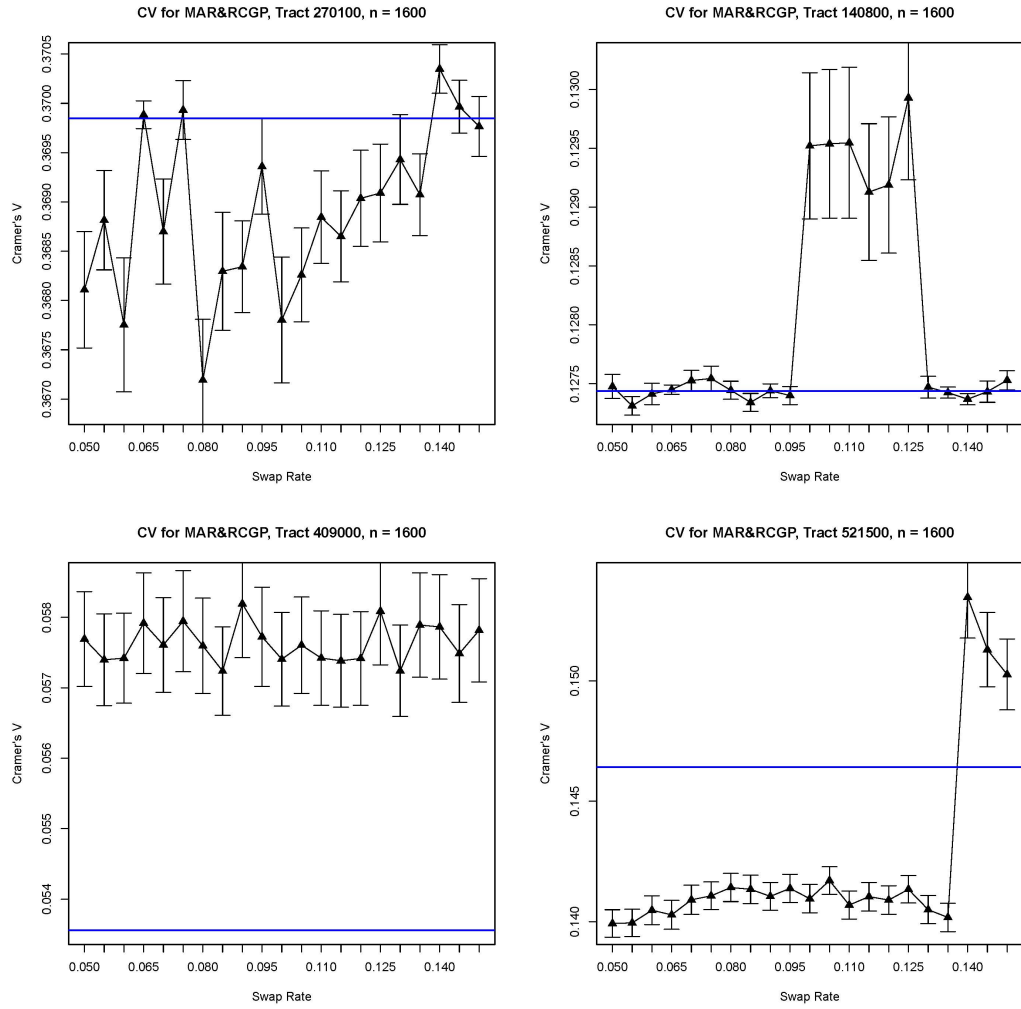 CV for MAR&RCGP, Tract 270100, n = 1600
Cramer's V
0.3705
0.3700
0.3695
0.3690
0.3685
0.3680
0.3675
0.3670
0.050 0.065 0.080 0.095 0.110 0.125 0.140
Swap Rate
CV for MAR&RCGP, Tract 140800, n = 1600
Cramer's V
0.1300
0.1295
0.1290
0.1285
0.1280
0.1275
0.050 0.065 0.080 0.095 0.110 0.125 0.140
Swap Rate
CV for MAR&RCGP, Tract 409000, n = 1600
Cramer's V
0.058
0.057
0.056
0.055
0.054
0.050 0.065 0.080 0.095 0.110 0.125 0.140
Swap Rate
CV for MAR&RCGP, Tract 521500, n = 1600
Cramer's V
0.150
0.145
0.140
0.050 0.065 0.080 0.095 0.110 0.125 0.140
Swap Rate